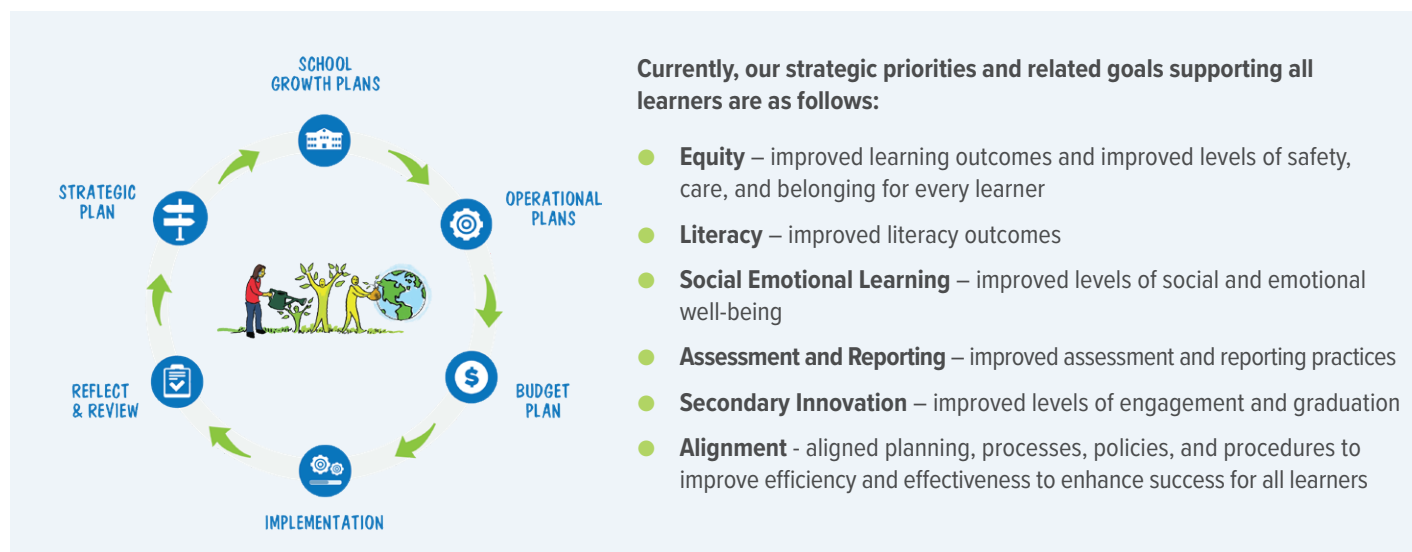 SCHOOL
GROWTH PLANS
OPERATIONAL
PLANS
BUDGET
PLAN
IMPLEMENTATION
REFLECT
& REVIEW
STRATEGIC
PLAN
$
Currently, our strategic priorities and related goals supporting all
learners are as follows:
Equity – improved learning outcomes and improved levels of safety,
care, and belonging for every learner
Literacy – improved literacy outcomes
Social Emotional Learning – improved levels of social and emotional
well-being
Assessment and Reporting – improved assessment and reporting practices
Secondary Innovation – improved levels of engagement and graduation
Alignment - aligned planning, processes, policies, and procedures to
improve efficiency and effectiveness to enhance success for all learners